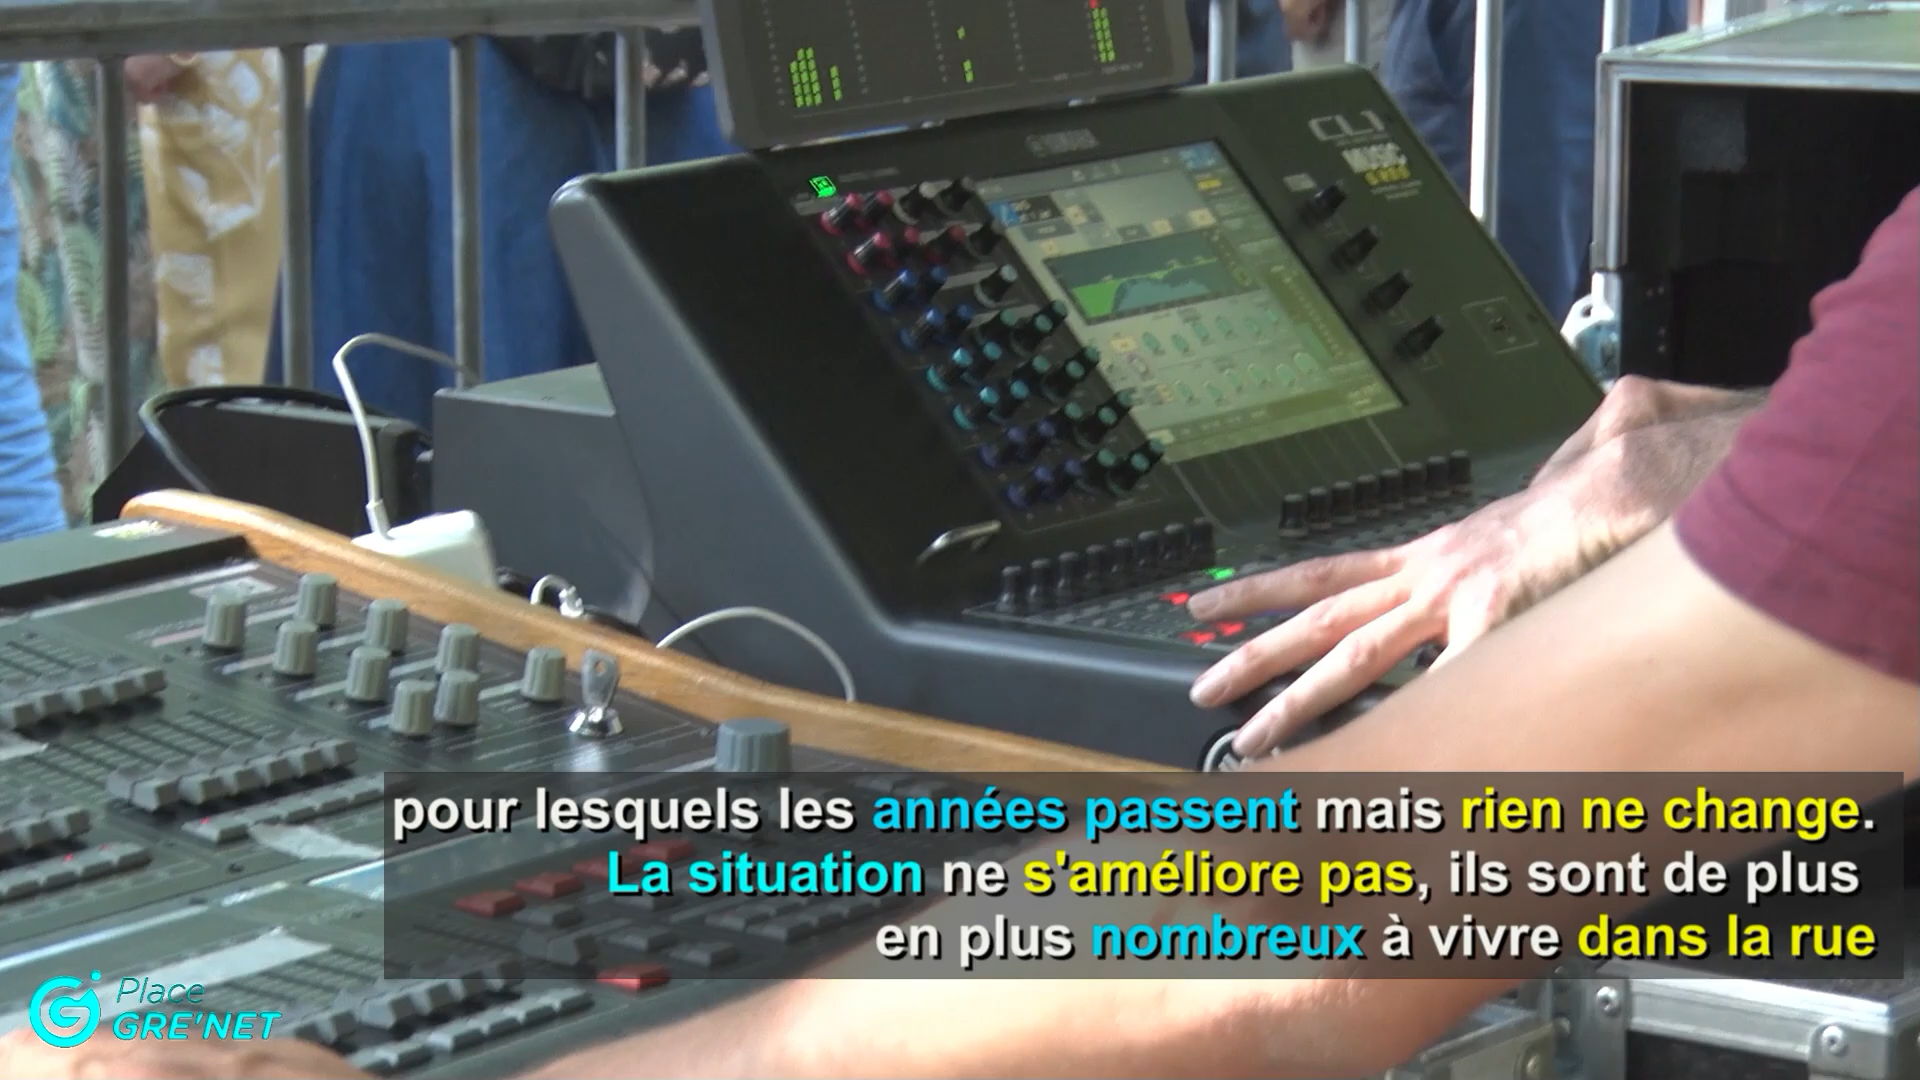 YAMAHA
CL1
MUSIC
pour lesquels les années passent mais rien ne change.
La situation ne s'améliore pas, ils sont de plus
en plus nombreux à vivre dans la rue
Place
GRE'NET